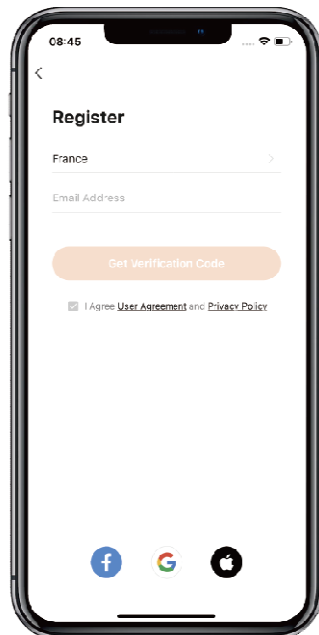 08:45
Register
France
Email Address
Get Verification Code
I Agree User Agreement and Privacy Policy